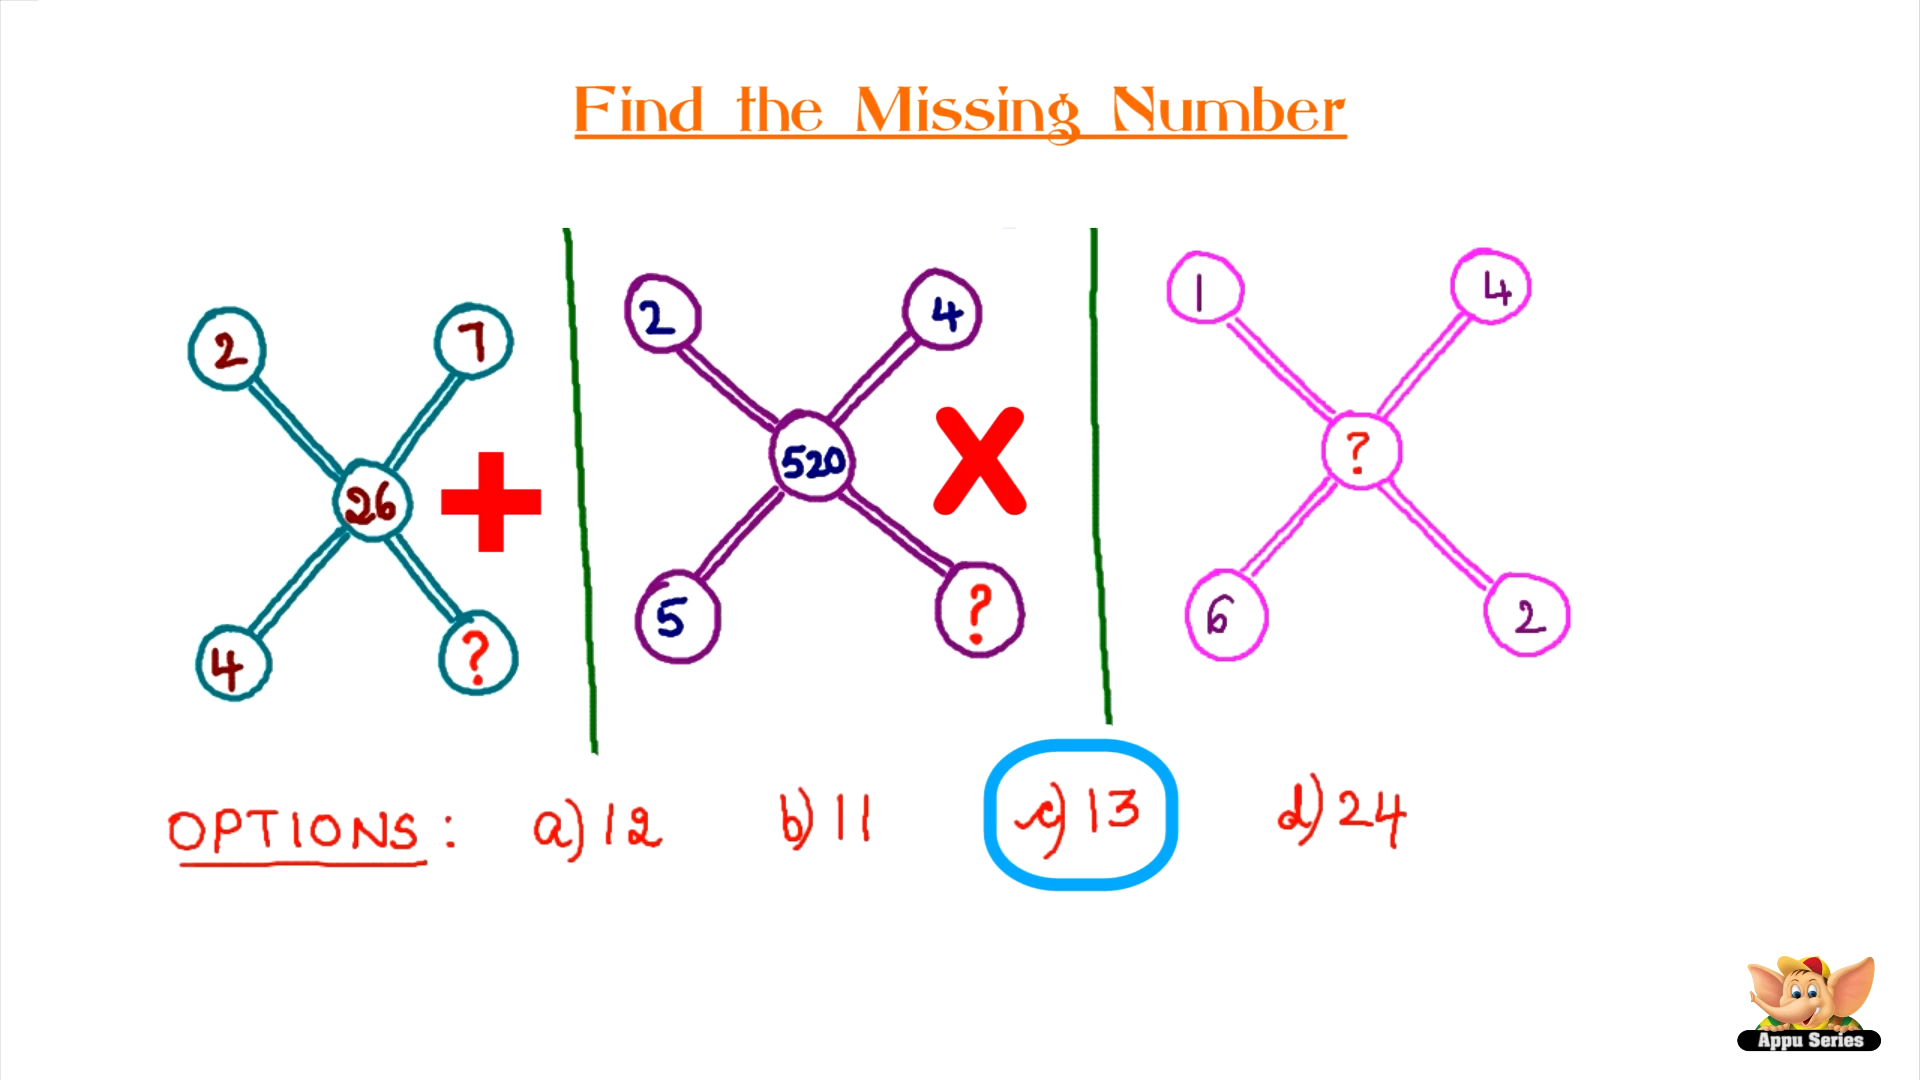 Find the Missing Number
2 7
26 +
4 ?
2 4
520 X
5 ?
1 4
?
6 2
OPTIONS : a) 12 b) 11 c) 13 d) 24
Appu Series